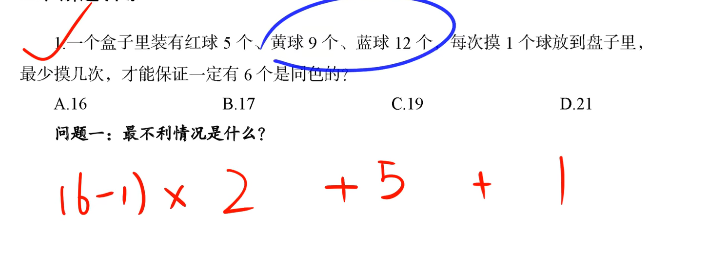 1.一个盒子里装有红球 5 个、黄球 9 个、蓝球 12 个，每次摸 1 个球放到盘子里，
最少摸几次，才能保证一定有 6 个是同色的？
A.16 B.17 C.19 D.21
问题一：最不利情况是什么？
(6-1) × 2 + 5 + 1